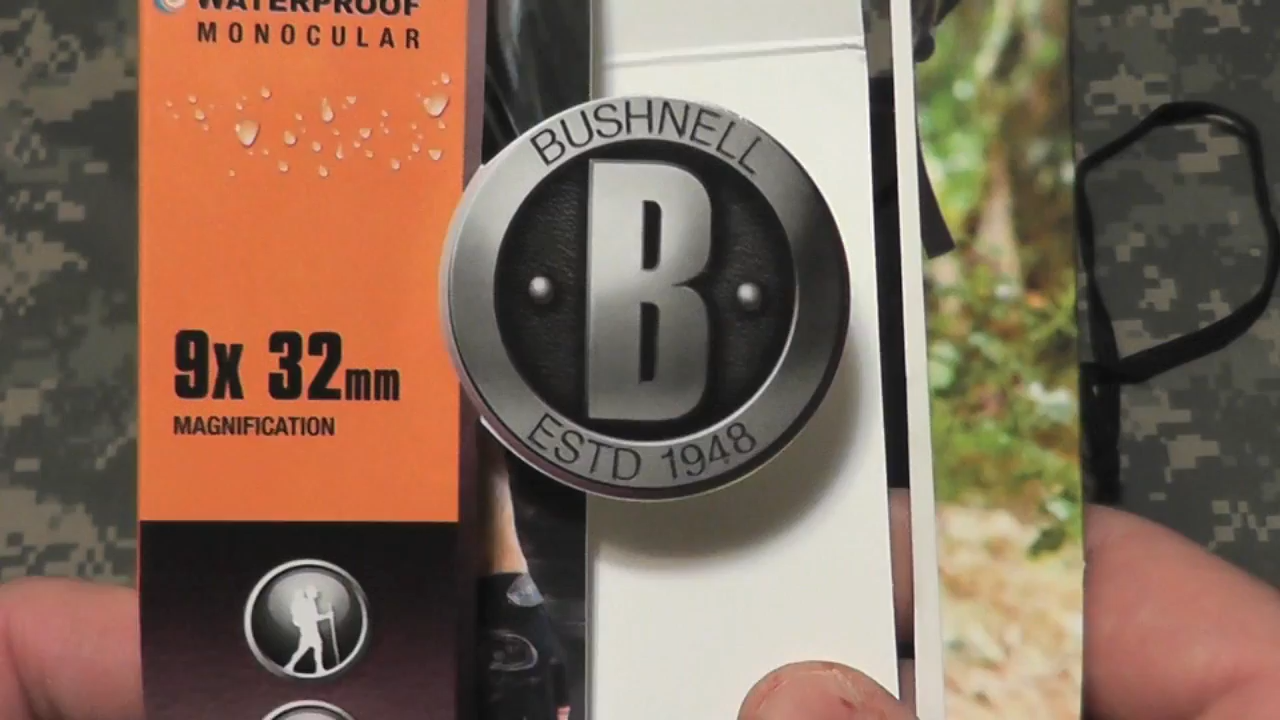 WATERPROOF
MONOCULAR
BUSHNELL
B
ESTD 1948
9x 32mm
MAGNIFICATION